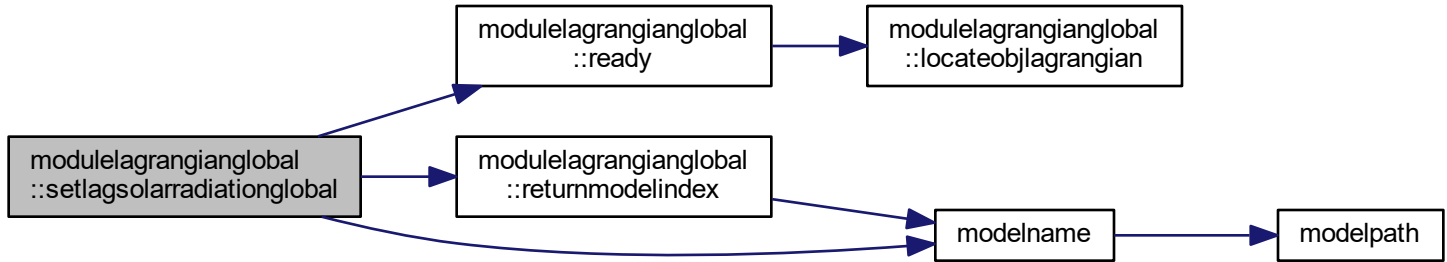 modulelagrangianglobal
::ready
modulelagrangianglobal
::locateobjlagrangian
modulelagrangianglobal
::setlagsolarradiationglobal
modulelagrangianglobal
::returnmodelindex
modelname
modelpath